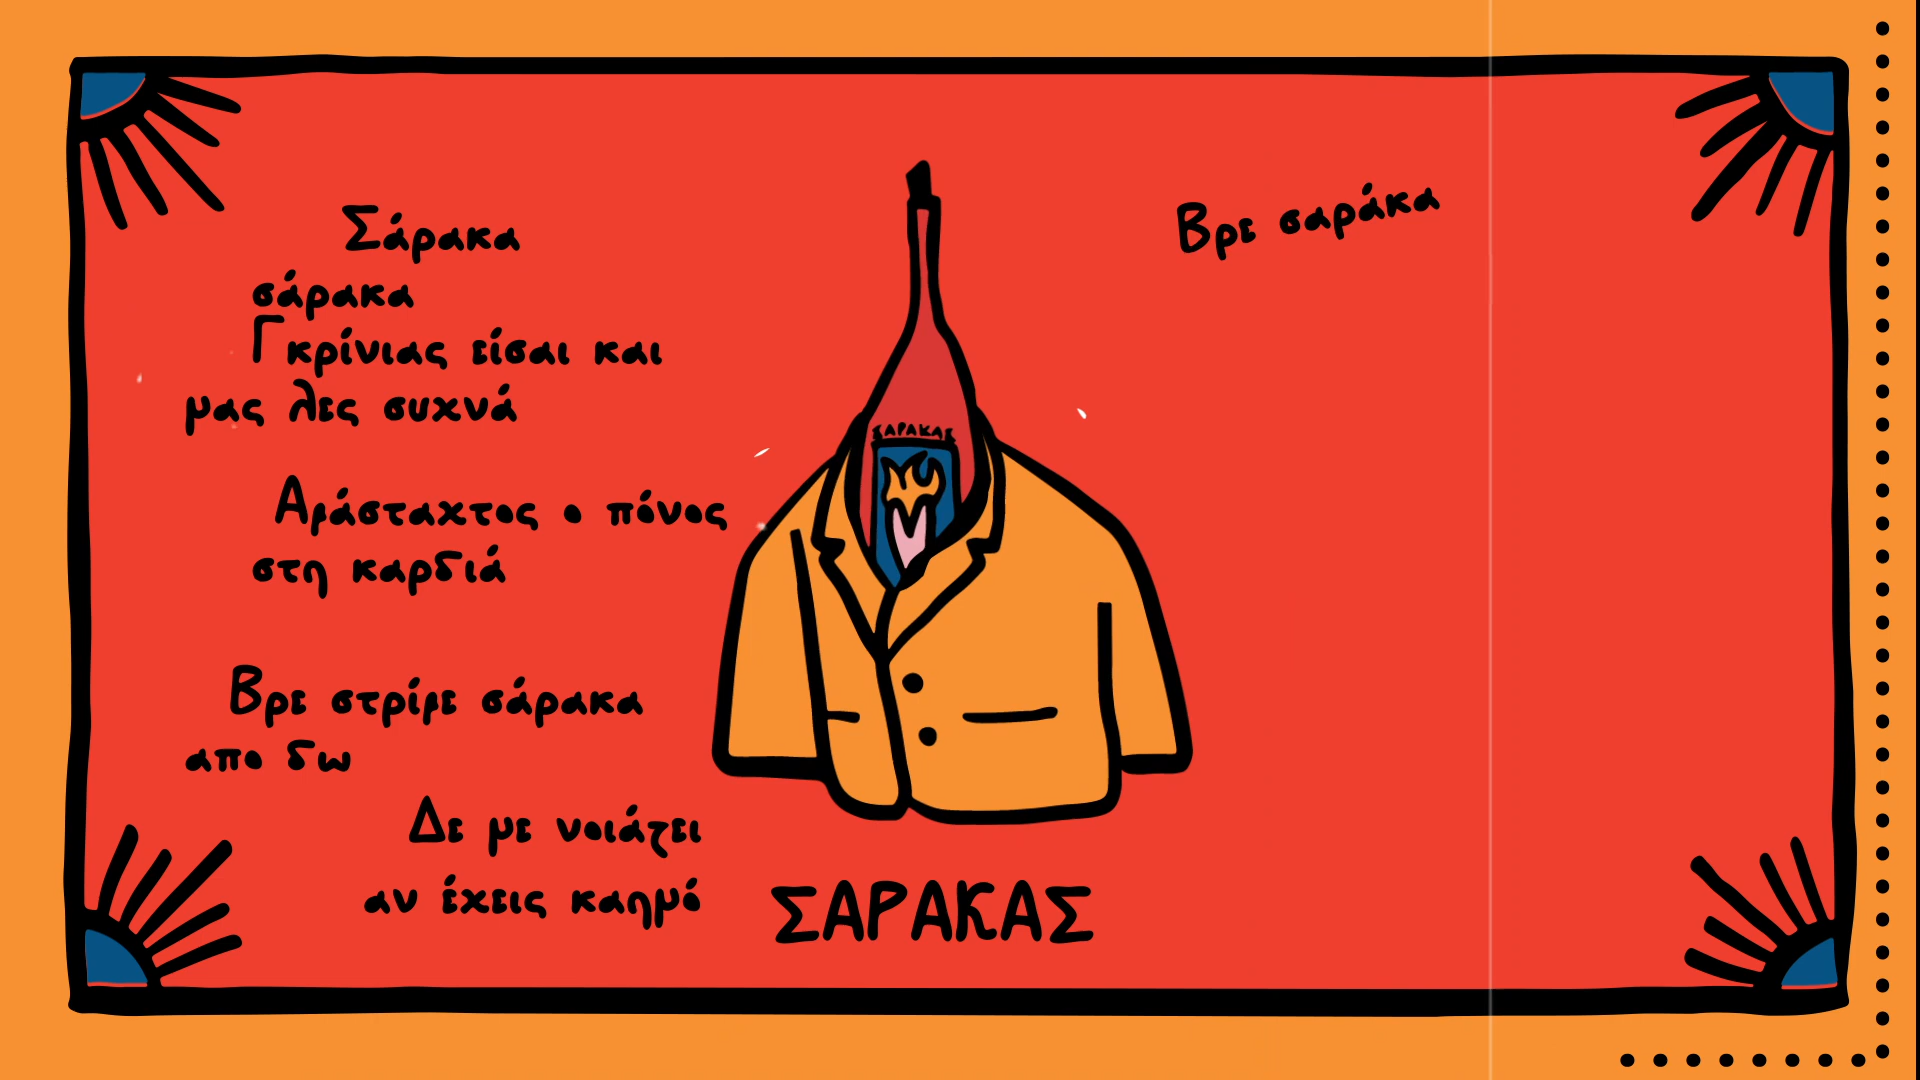 Σάρακα
σάρακα
Γκρίνιας είσαι και
μας λες συχνά
Αμάσταχτος ο πόνος
στη καρδιά
Βρε στρίμε σάρακα
απο δω
Δε με νοιάζει
αν έχεις καημό
ΣΑΡΑΚΑΣ
ΣΑΡΑΚΑΣ
Βρε σαράκα